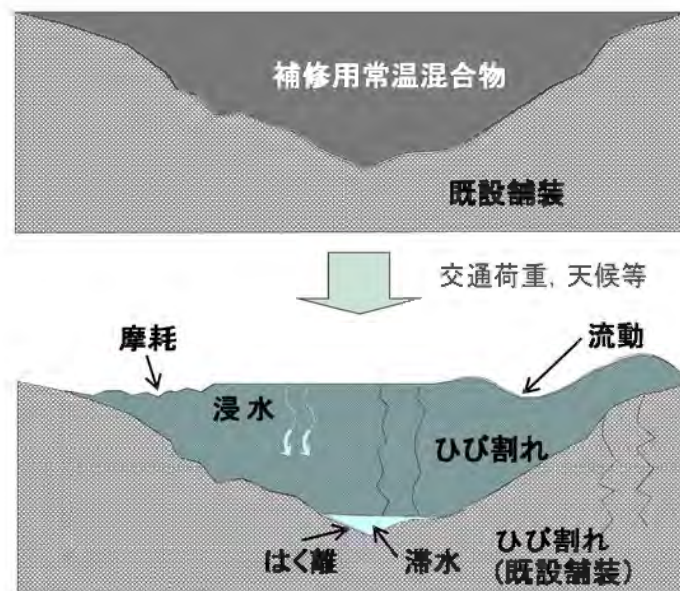 補修用常温混合物
既設舗装
交通荷重、天候等
摩耗
流動
浸水
ひび割れ
はく離
滞水
ひび割れ
(既設舗装)